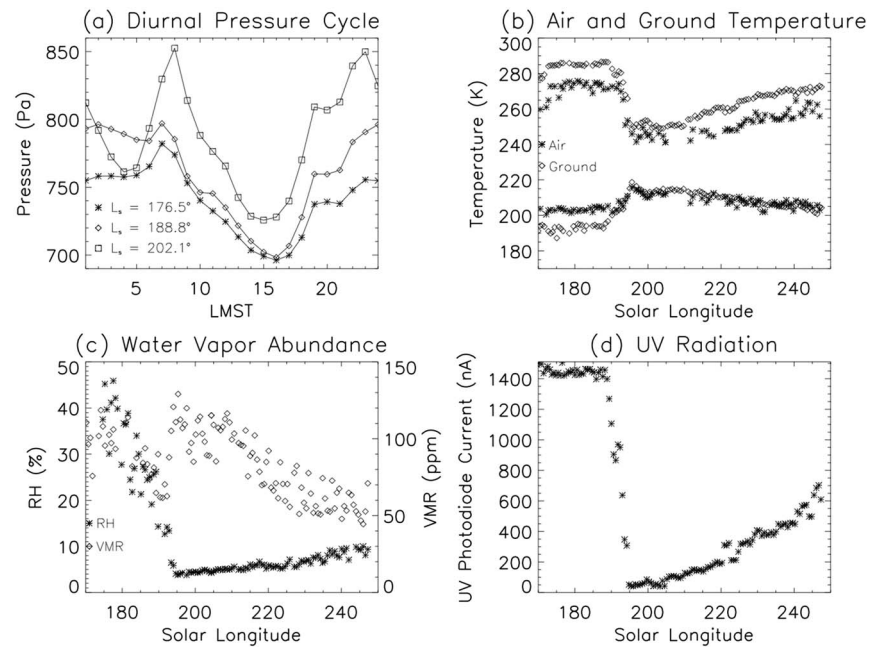 (a) Diurnal Pressure Cycle
850
800
750
700
Pressure (Pa)
Ls = 176.5°
Ls = 188.8°
Ls = 202.1°
5 10 15 20
LMST
(b) Air and Ground Temperature
300
280
260
240
220
200
180
Temperature (K)
Air
Ground
180 200 220 240
Solar Longitude
(c) Water Vapor Abundance
50
40
30
20
10
0
RH (%)
150
100
50
0
VMR (ppm)
RH
VMR
180 200 220 240
Solar Longitude
(d) UV Radiation
1400
1200
1000
800
600
400
200
0
UV Photodiode Current (nA)
180 200 220 240
Solar Longitude